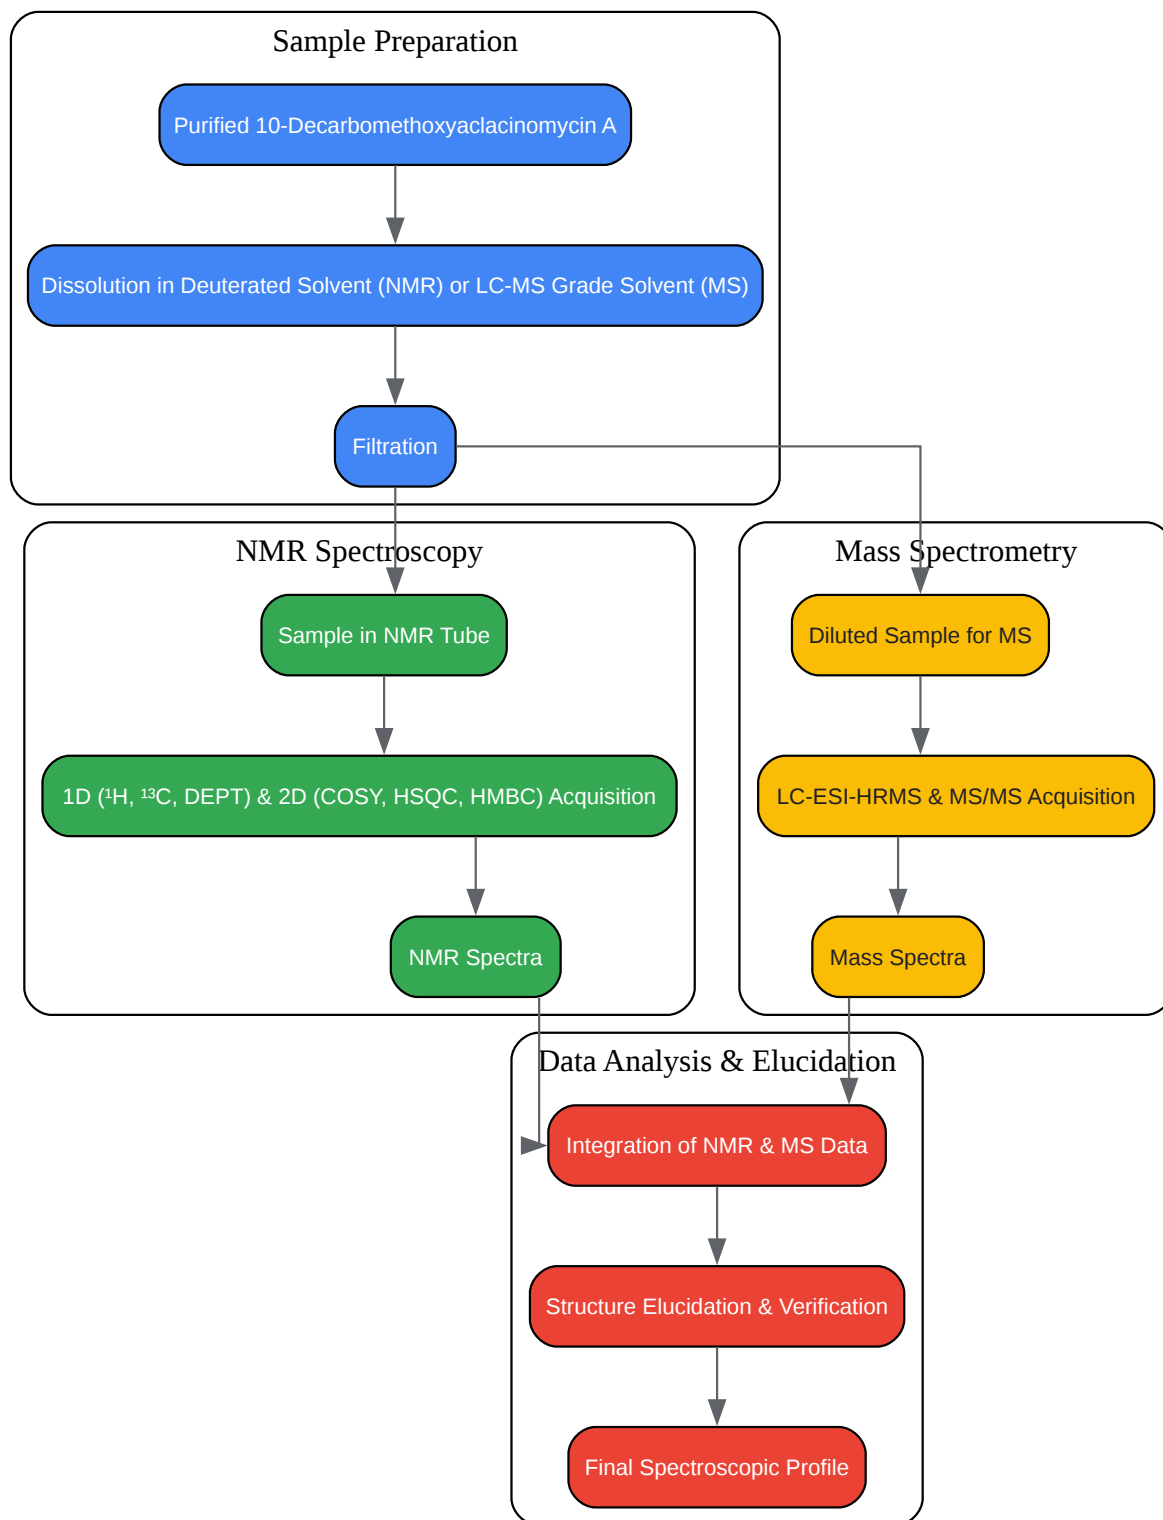 Sample Preparation
Purified 10-Decarbomethoxyaclacinomycin A
Dissolution in Deuterated Solvent (NMR) or LC-MS Grade Solvent (MS)
Filtration
NMR Spectroscopy
Sample in NMR Tube
1D (¹H, ¹³C, DEPT) & 2D (COSY, HSQC, HMBC) Acquisition
NMR Spectra
Mass Spectrometry
Diluted Sample for MS
LC-ESI-HRMS & MS/MS Acquisition
Mass Spectra
Data Analysis & Elucidation
Integration of NMR & MS Data
Structure Elucidation & Verification
Final Spectroscopic Profile